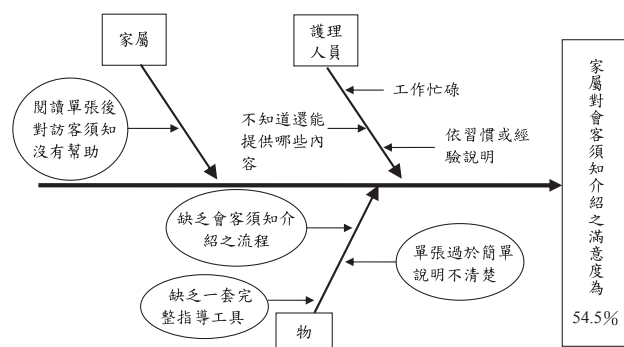 家屬
護理
人員
閱讀單張後
對訪客須知
沒有幫助
工作忙碌
不知道還能
提供哪些內
容
依習慣或經
驗說明
缺乏會客須知介
紹之流程
單張過於簡單
說明不清楚
缺乏一套完
整指導工具
物
家屬對會客須知介紹之滿意度為
54.5%